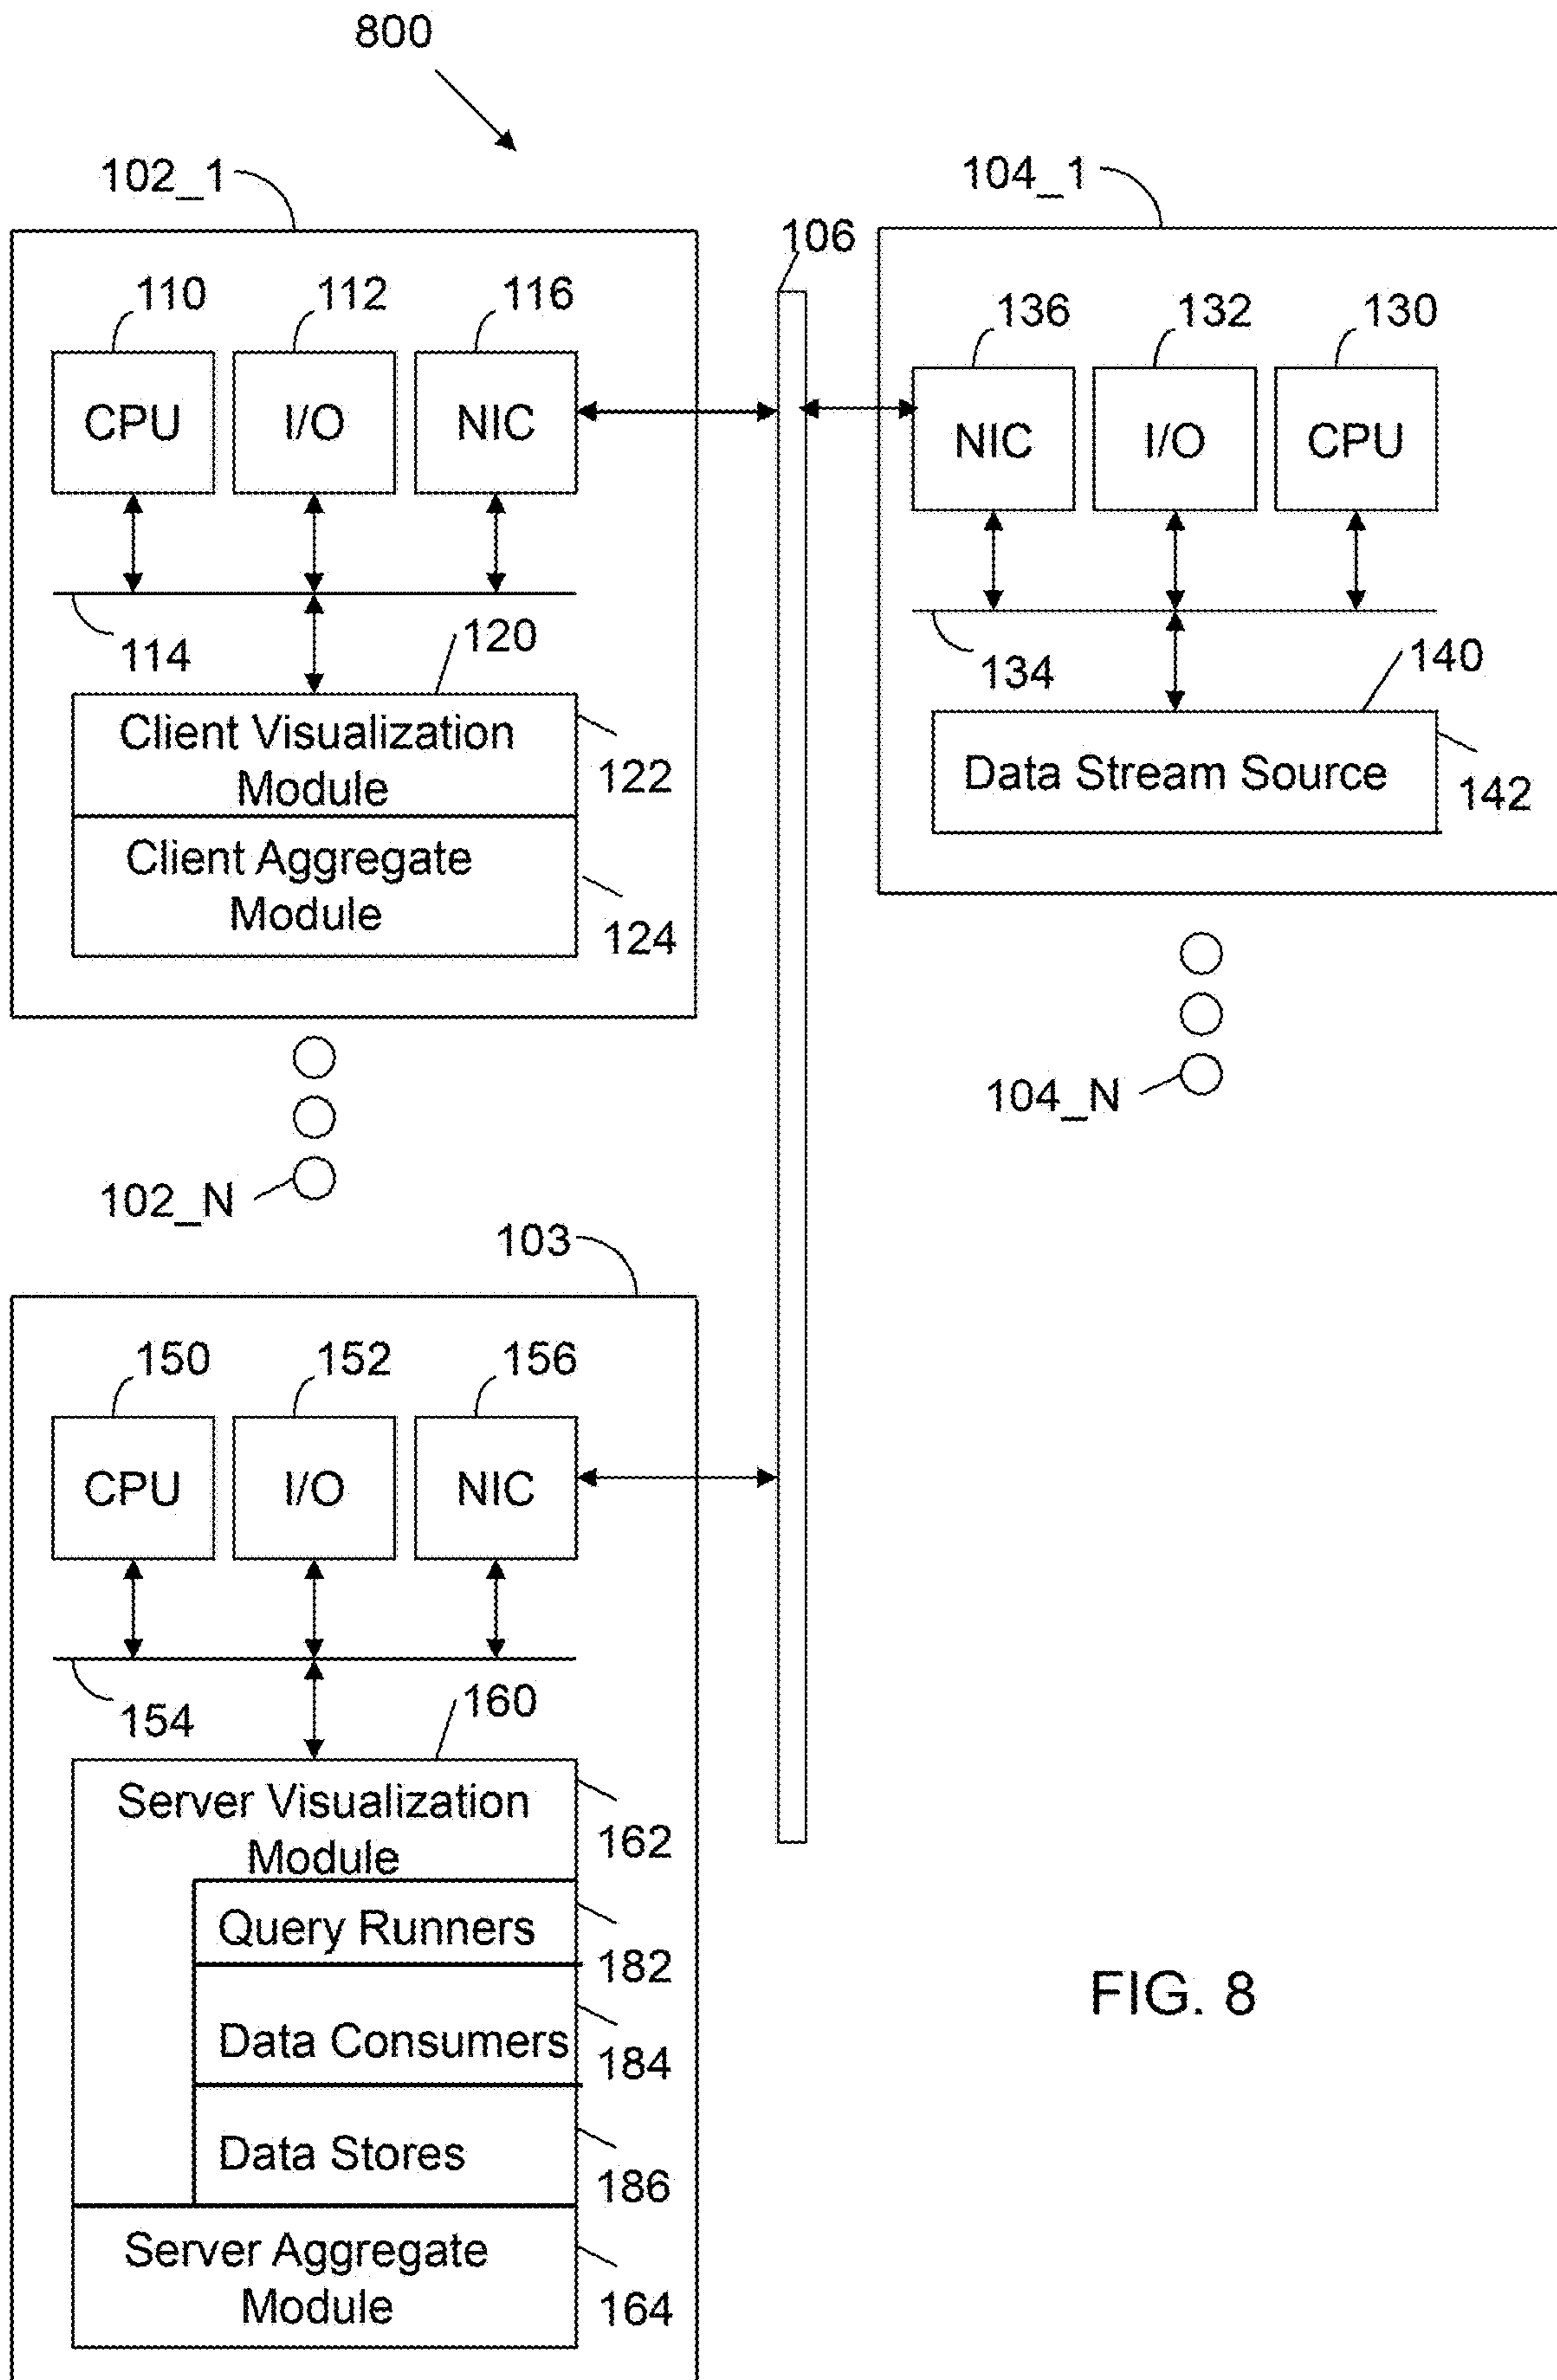 800
102_1
104_1
106
110
112
116
136
132
130
CPU
I/O
NIC
NIC
I/O
CPU
114
120
134
140
Client Visualization
Module
122
Data Stream Source
142
Client Aggregate
Module
124
104_N
102_N
103
150
152
156
CPU
I/O
NIC
154
160
Server Visualization
Module
162
Query Runners
182
Data Consumers
184
Data Stores
186
Server Aggregate
Module
164
FIG. 8